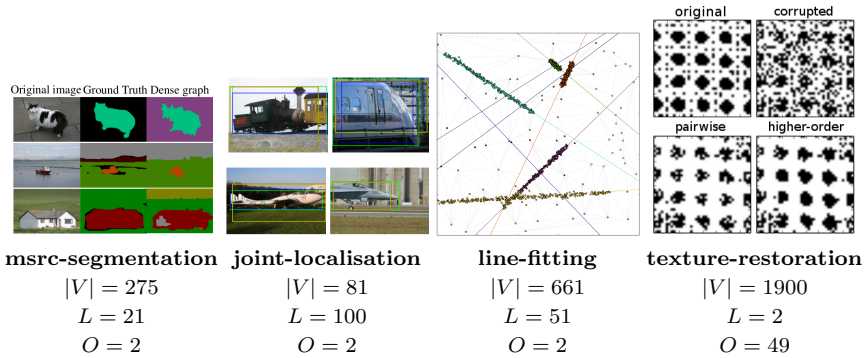 original corrupted
Original image Ground Truth Dense graph
pairwise higher-order
msrc-segmentation joint-localisation line-fitting texture-restoration
|V| = 275 |V| = 81 |V| = 661 |V| = 1900
L = 21 L = 100 L = 51 L = 2
O = 2 O = 2 O = 2 O = 49